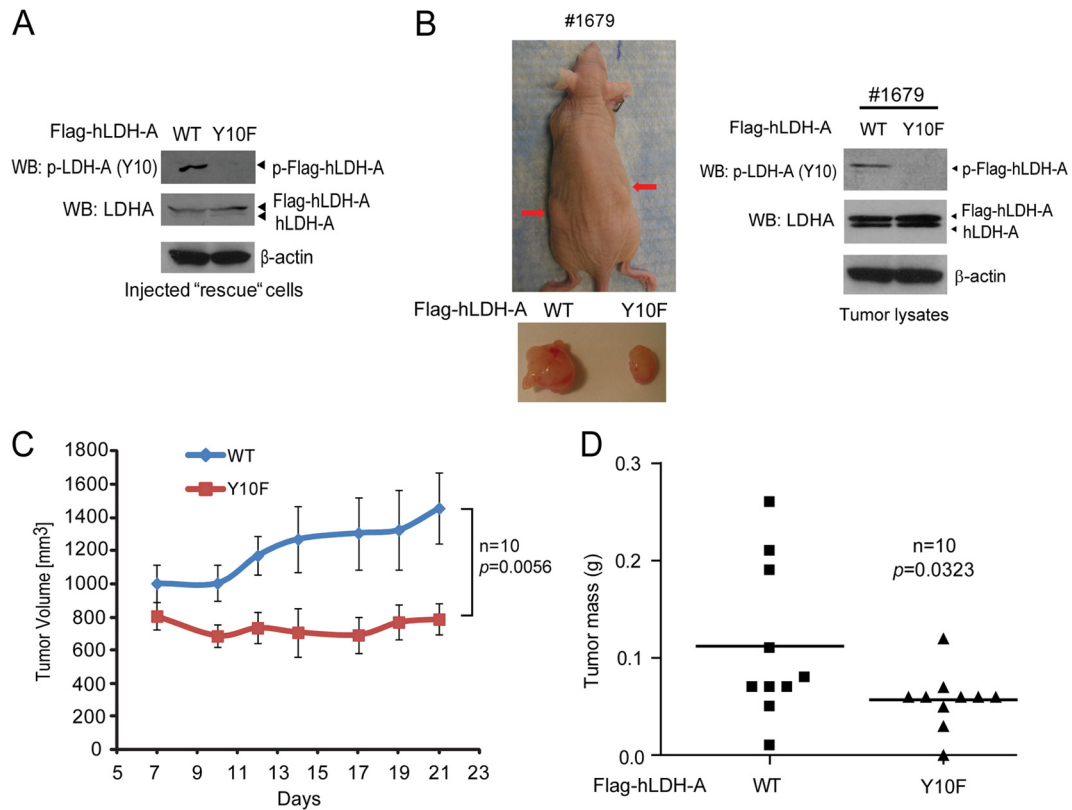 A
Flag-hLDH-A WT Y10F
WB: p-LDH-A (Y10) p-Flag-hLDH-A
WB: LDHA Flag-hLDH-A
hLDH-A
β-actin
Injected “rescue“ cells
B
#1679
Flag-hLDH-A WT Y10F
#1679
Flag-hLDH-A WT Y10F
WB: p-LDH-A (Y10) p-Flag-hLDH-A
WB: LDHA Flag-hLDH-A
hLDH-A
β-actin
Tumor lysates
C
Tumor Volume [mm3]
1800
1600
1400
1200
1000
800
600
400
200
0
5 7 9 11 13 15 17 19 21 23
Days
WT
Y10F
n=10
p=0.0056
D
Tumor mass (g)
0.3
0.2
0.1
0.0
n=10
p=0.0323
Flag-hLDH-A WT Y10F